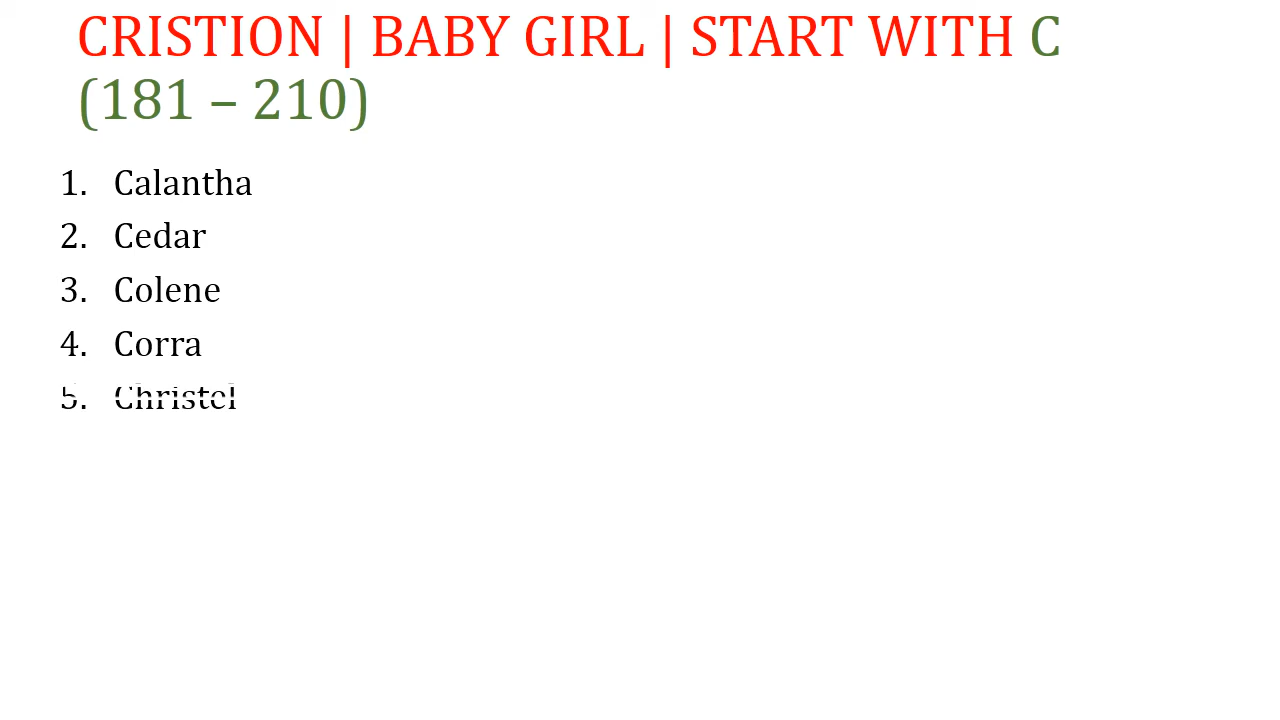 CRISTION | BABY GIRL | START WITH C
(181 – 210)
1. Calantha
2. Cedar
3. Colene
4. Corra
5. Christel